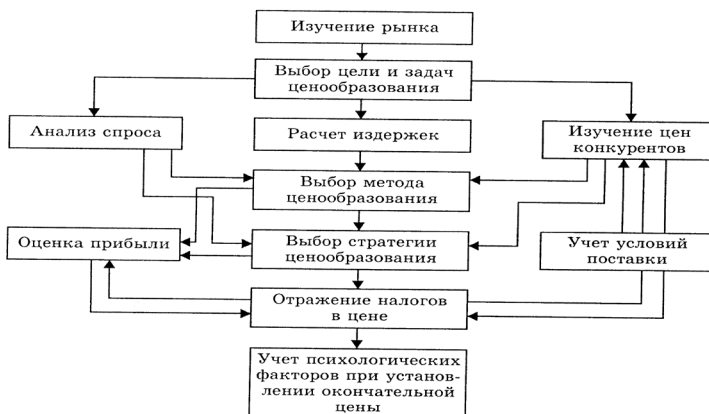 Изучение рынка
Выбор цели и задач
ценообразования
Анализ спроса
Расчет издержек
Изучение цен
конкурентов
Выбор метода
ценообразования
Оценка прибыли
Выбор стратегии
ценообразования
Учет условий
поставки
Отражение налогов
в цене
Учет психологических
факторов при установ-
лении окончательной
цены